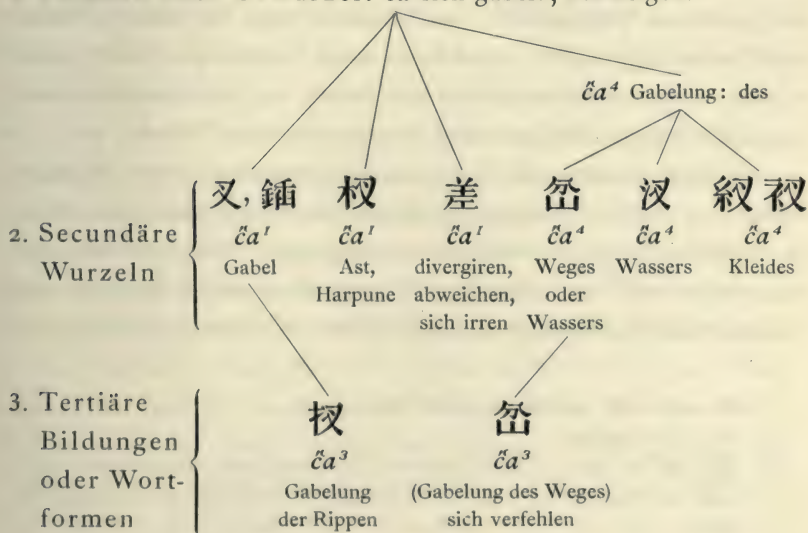 č̔a⁴ Gabelung: des
叉, 鍤 杈 差 岔 汊 紁 衩
2. Secundäre č̔a¹ č̔a¹ č̔a¹ č̔a⁴ č̔a⁴ č̔a⁴
Wurzeln Gabel Ast, divergiren, Weges Wassers Kleides
Harpune abweichen, oder
sich irren Wassers
3. Tertiäre 扠 岔
Bildungen č̔a³ č̔a³
oder Wort- Gabelung (Gabelung des Weges)
formen der Rippen sich verfehlen